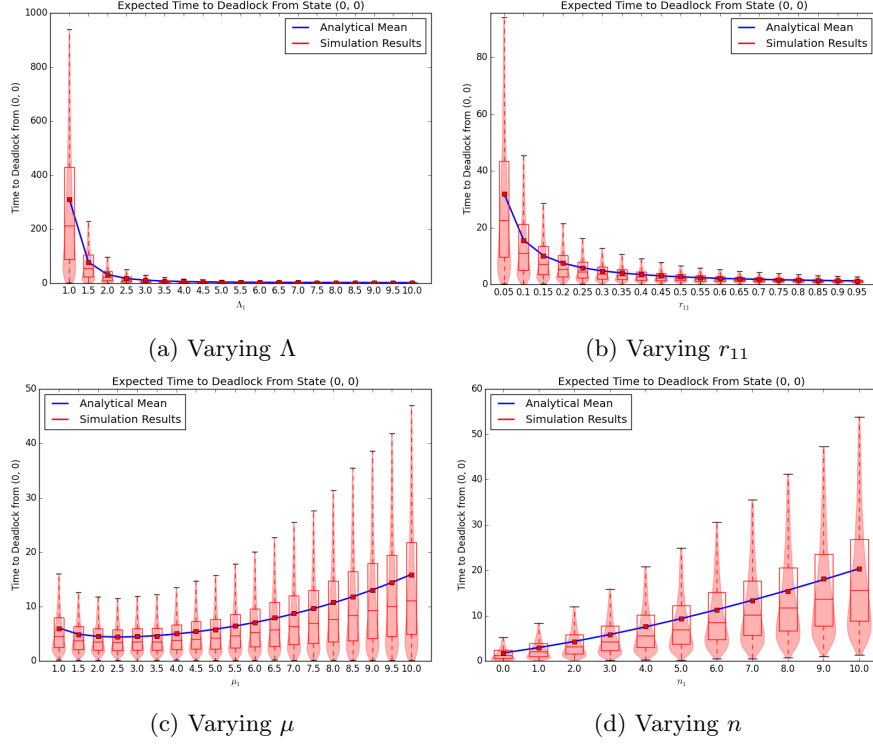 Expected Time to Deadlock From State (0, 0)
Analytical Mean
Simulation Results
Time to Deadlock from (0, 0)
1000
800
600
400
200
0
1.0 1.5 2.0 2.5 3.0 3.5 4.0 4.5 5.0 5.5 6.0 6.5 7.0 7.5 8.0 8.5 9.0 9.5 10.0
Λ₁
(a) Varying Λ
Expected Time to Deadlock From State (0, 0)
Analytical Mean
Simulation Results
Time to Deadlock from (0, 0)
80
60
40
20
0
0.05 0.1 0.15 0.2 0.25 0.3 0.35 0.4 0.45 0.5 0.55 0.6 0.65 0.7 0.75 0.8 0.85 0.9 0.95
r₁₁
(b) Varying r₁₁
Expected Time to Deadlock From State (0, 0)
Analytical Mean
Simulation Results
Time to Deadlock from (0, 0)
50
40
30
20
10
0
1.0 1.5 2.0 2.5 3.0 3.5 4.0 4.5 5.0 5.5 6.0 6.5 7.0 7.5 8.0 8.5 9.0 9.5 10.0
μ₁
(c) Varying μ
Expected Time to Deadlock From State (0, 0)
Analytical Mean
Simulation Results
Time to Deadlock from (0, 0)
60
50
40
30
20
10
0
0.0 1.0 2.0 3.0 4.0 5.0 6.0 7.0 8.0 9.0 10.0
n₁
(d) Varying n